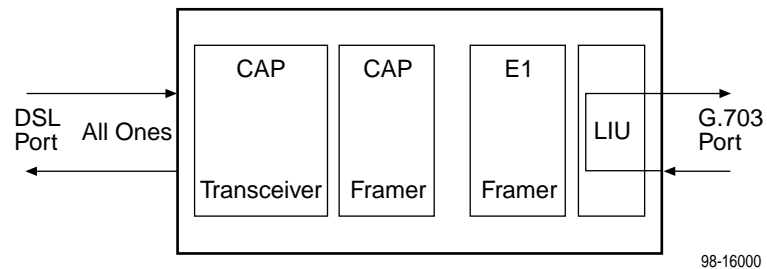 CAP
CAP
E1
DSL
Port
All Ones
LIU
G.703
Port
Transceiver
Framer
Framer
98-16000